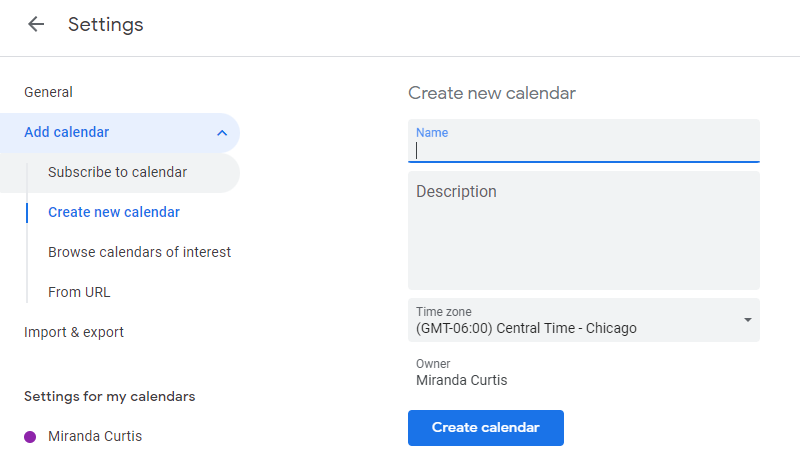 Settings
General
Add calendar
Subscribe to calendar
Create new calendar
Browse calendars of interest
From URL
Import & export
Settings for my calendars
Miranda Curtis
Create new calendar
Name
Description
Time zone
(GMT-06:00) Central Time - Chicago
Owner
Miranda Curtis
Create calendar